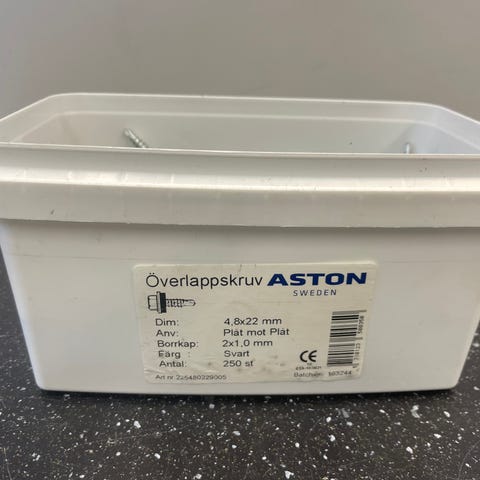 Överlappskruv ASTON
SWEDEN
Dim: 4,8x22 mm
Anv: Plåt mot Plåt
Borrkap: 2x1,0 mm
Färg : Svart
Antal: 250 st
Art nr:225480229005
CE
Batchnr: 163244